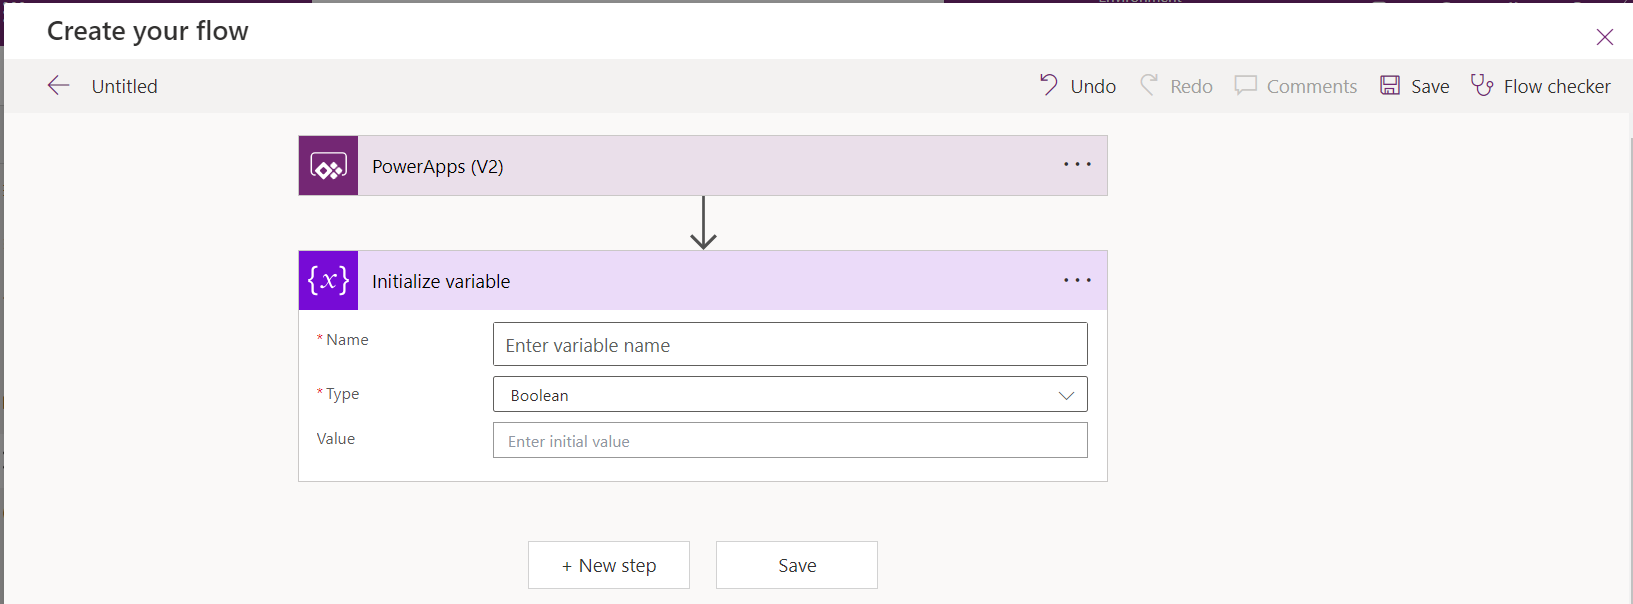 Environment
Create your flow
Untitled
Undo
Redo
Comments
Save
Flow checker
PowerApps (V2)
...
{x}
Initialize variable
...
* Name
Enter variable name
* Type
Boolean
Value
Enter initial value
+ New step
Save